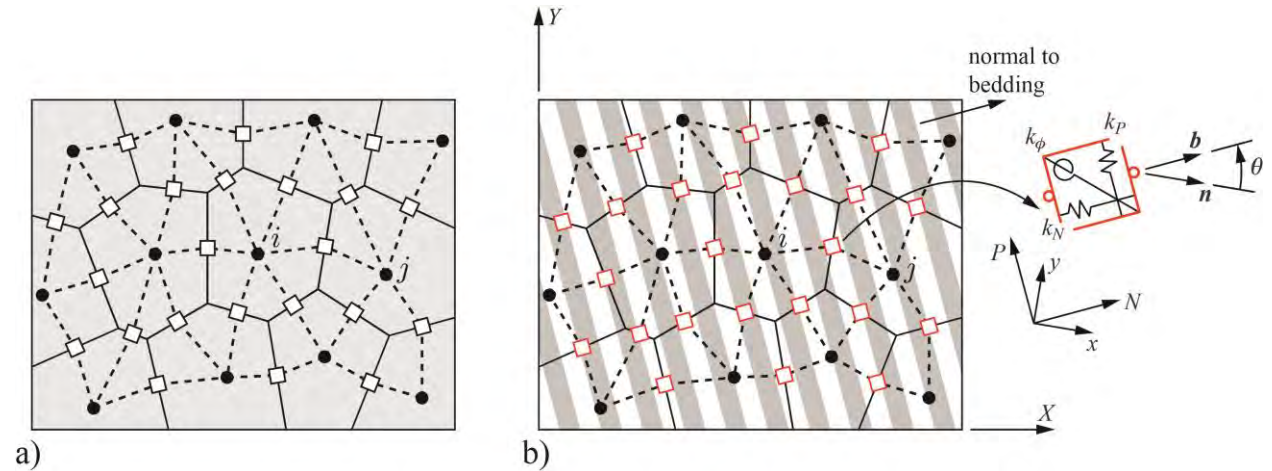 Y
normal to
bedding
k_P
k_ϕ
b
θ
n
k_N
i
j
i
j
P
y
N
x
X
a)
b)